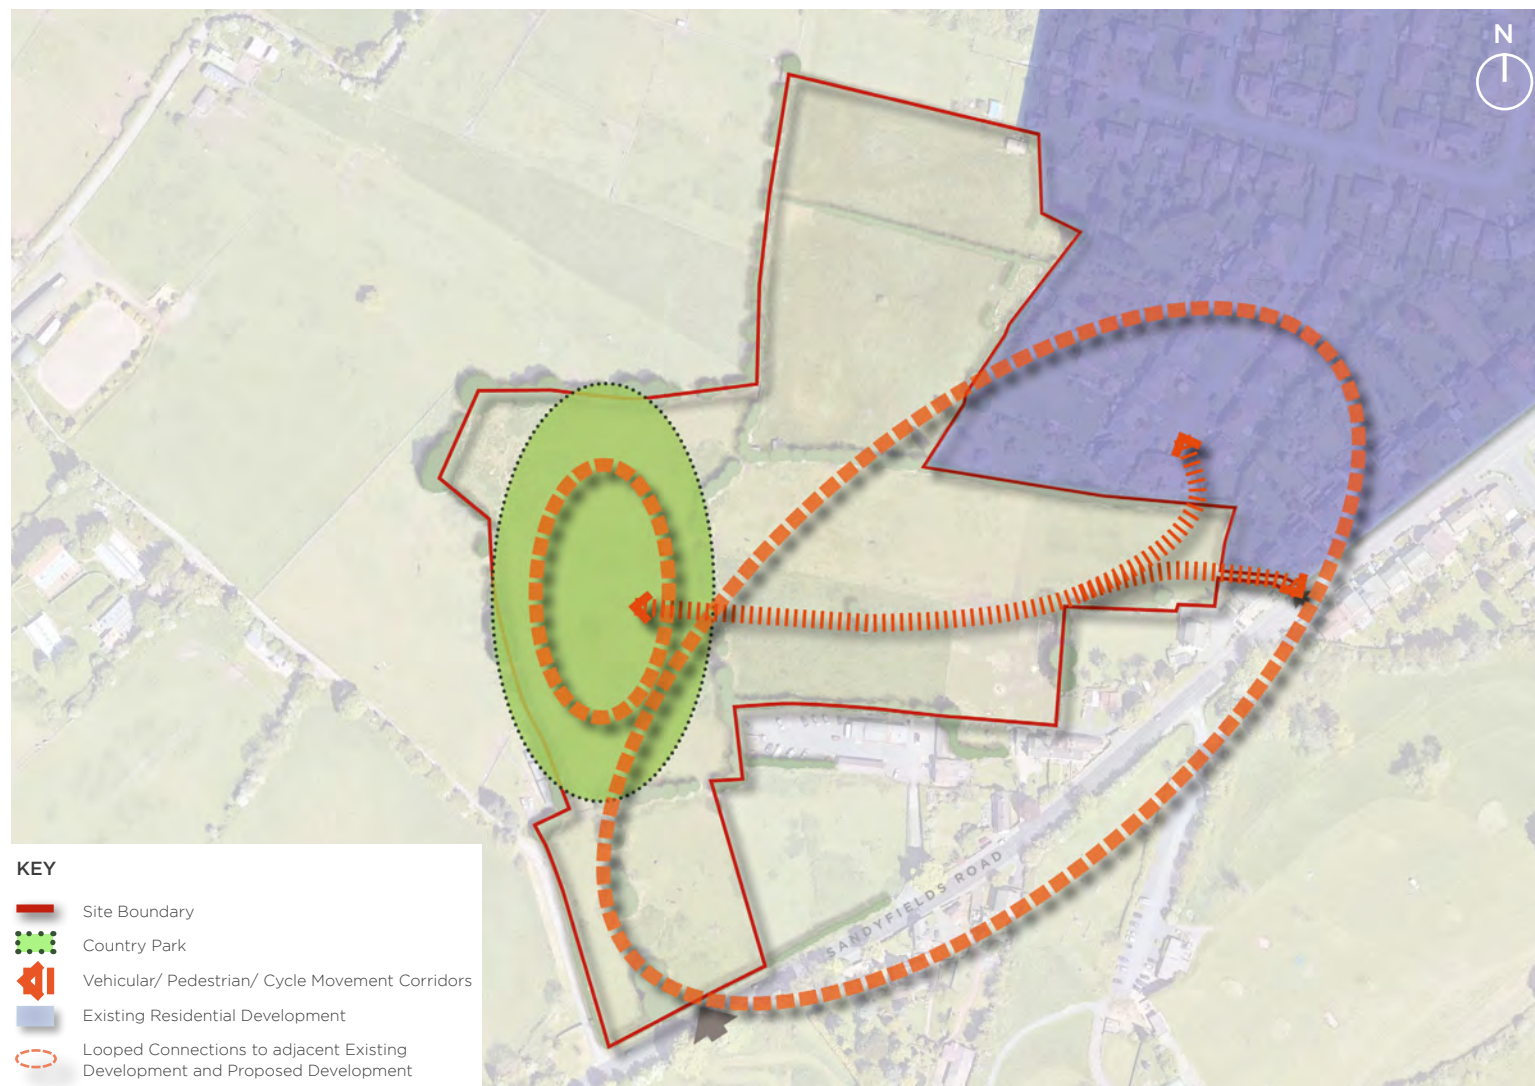 N
SANDYFIELDS ROAD
KEY
Site Boundary
Country Park
Vehicular/ Pedestrian/ Cycle Movement Corridors
Existing Residential Development
Looped Connections to adjacent Existing
Development and Proposed Development